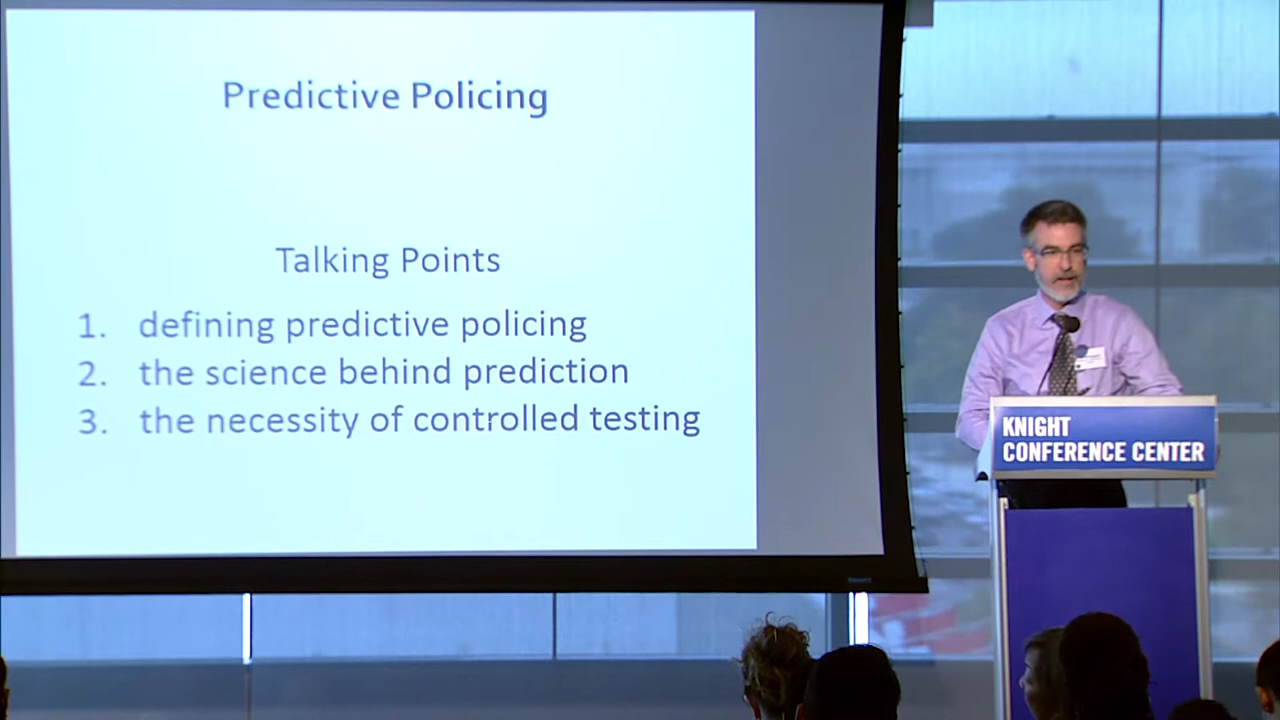 Predictive Policing
Talking Points
1. defining predictive policing
2. the science behind prediction
3. the necessity of controlled testing
KNIGHT
CONFERENCE CENTER